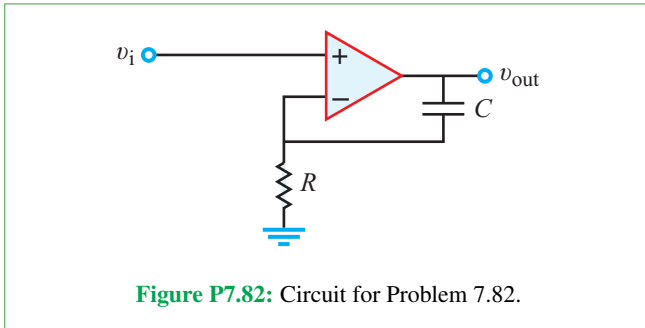 υi
+
υout
−
C
R
Figure P7.82: Circuit for Problem 7.82.